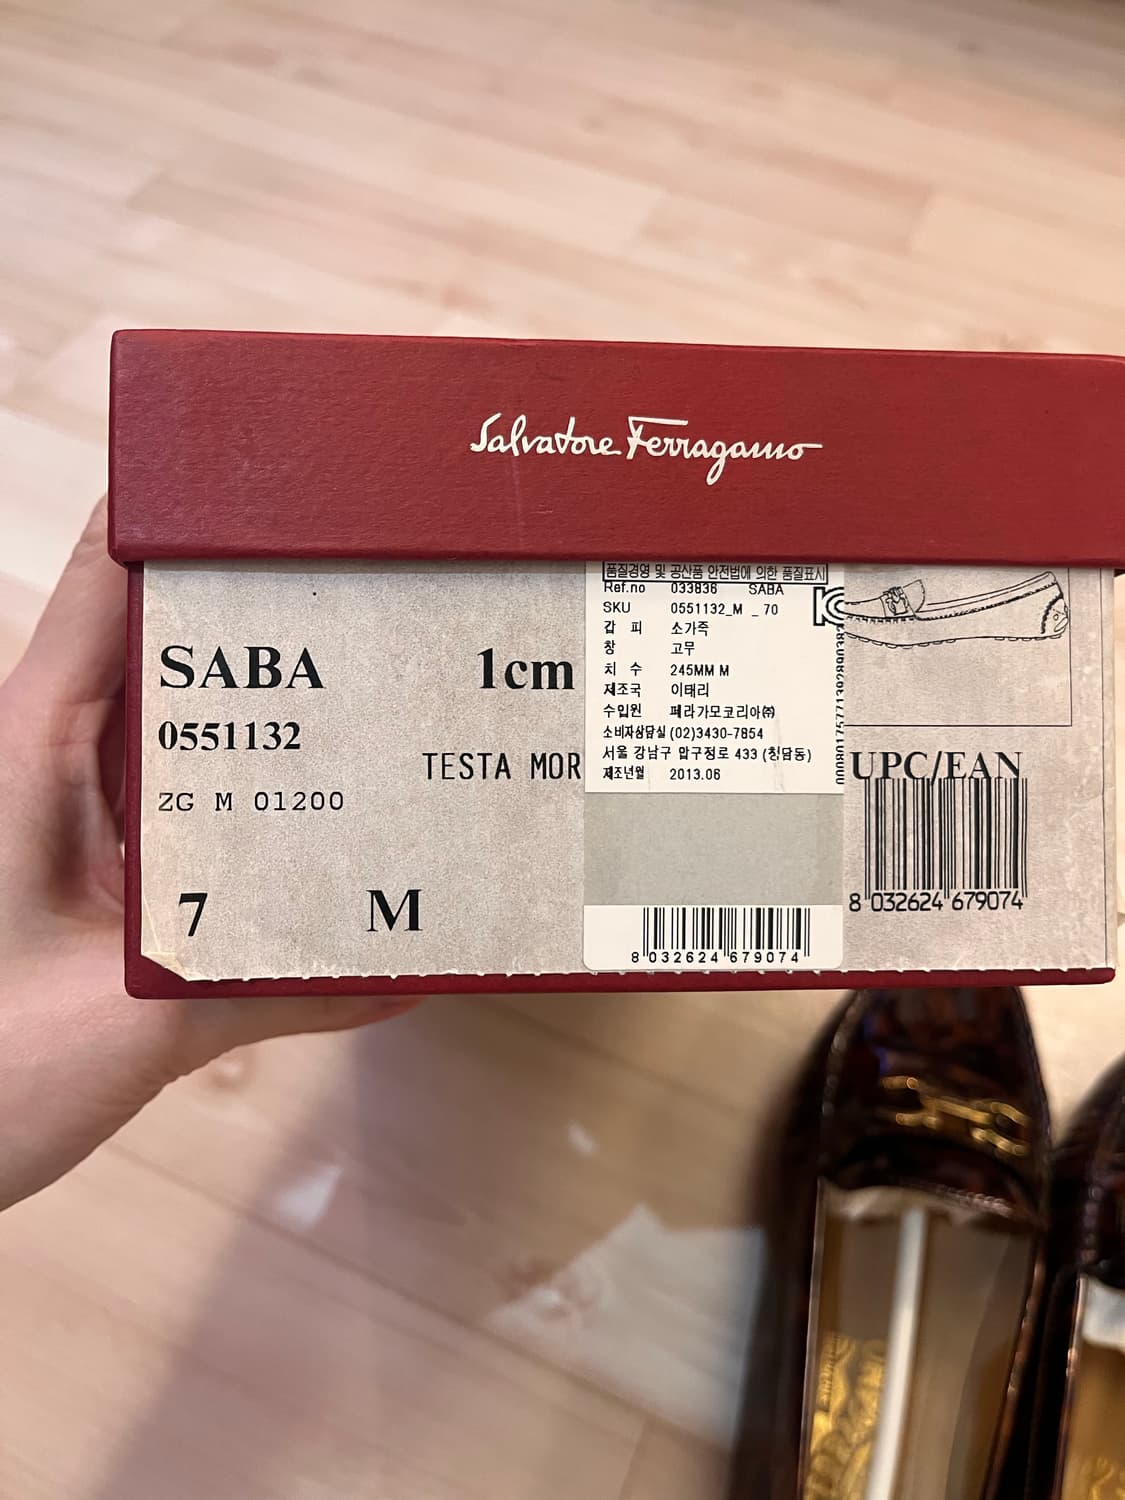 Salvatore Ferragamo
SABA 1cm
0551132
TESTA MOR
ZG M 01200
7 M
품질경영 및 공산품 안전법에 의한 품질표시
Ref.no 033836 SABA
SKU 0551132_M _ 70
갑 피 소가죽
창 고무
치 수 245MM M
제조국 이태리
수입원 페라가모코리아㈜
소비자상담실 (02)3430-7854
서울 강남구 압구정로 433 (청담동)
제조년월 2013.06
8 032624 679074
UPC/EAN
8 032624 679074